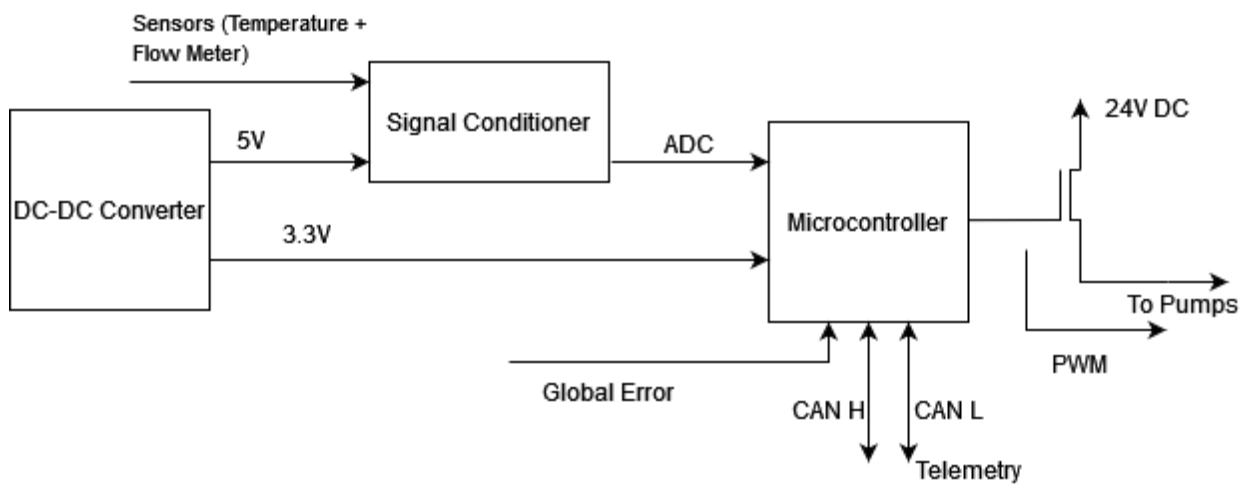 Sensors (Temperature +
Flow Meter)
24V DC
Signal Conditioner
5V
ADC
DC-DC Converter
3.3V
Microcontroller
To Pumps
PWM
Global Error
CAN H
CAN L
Telemetry